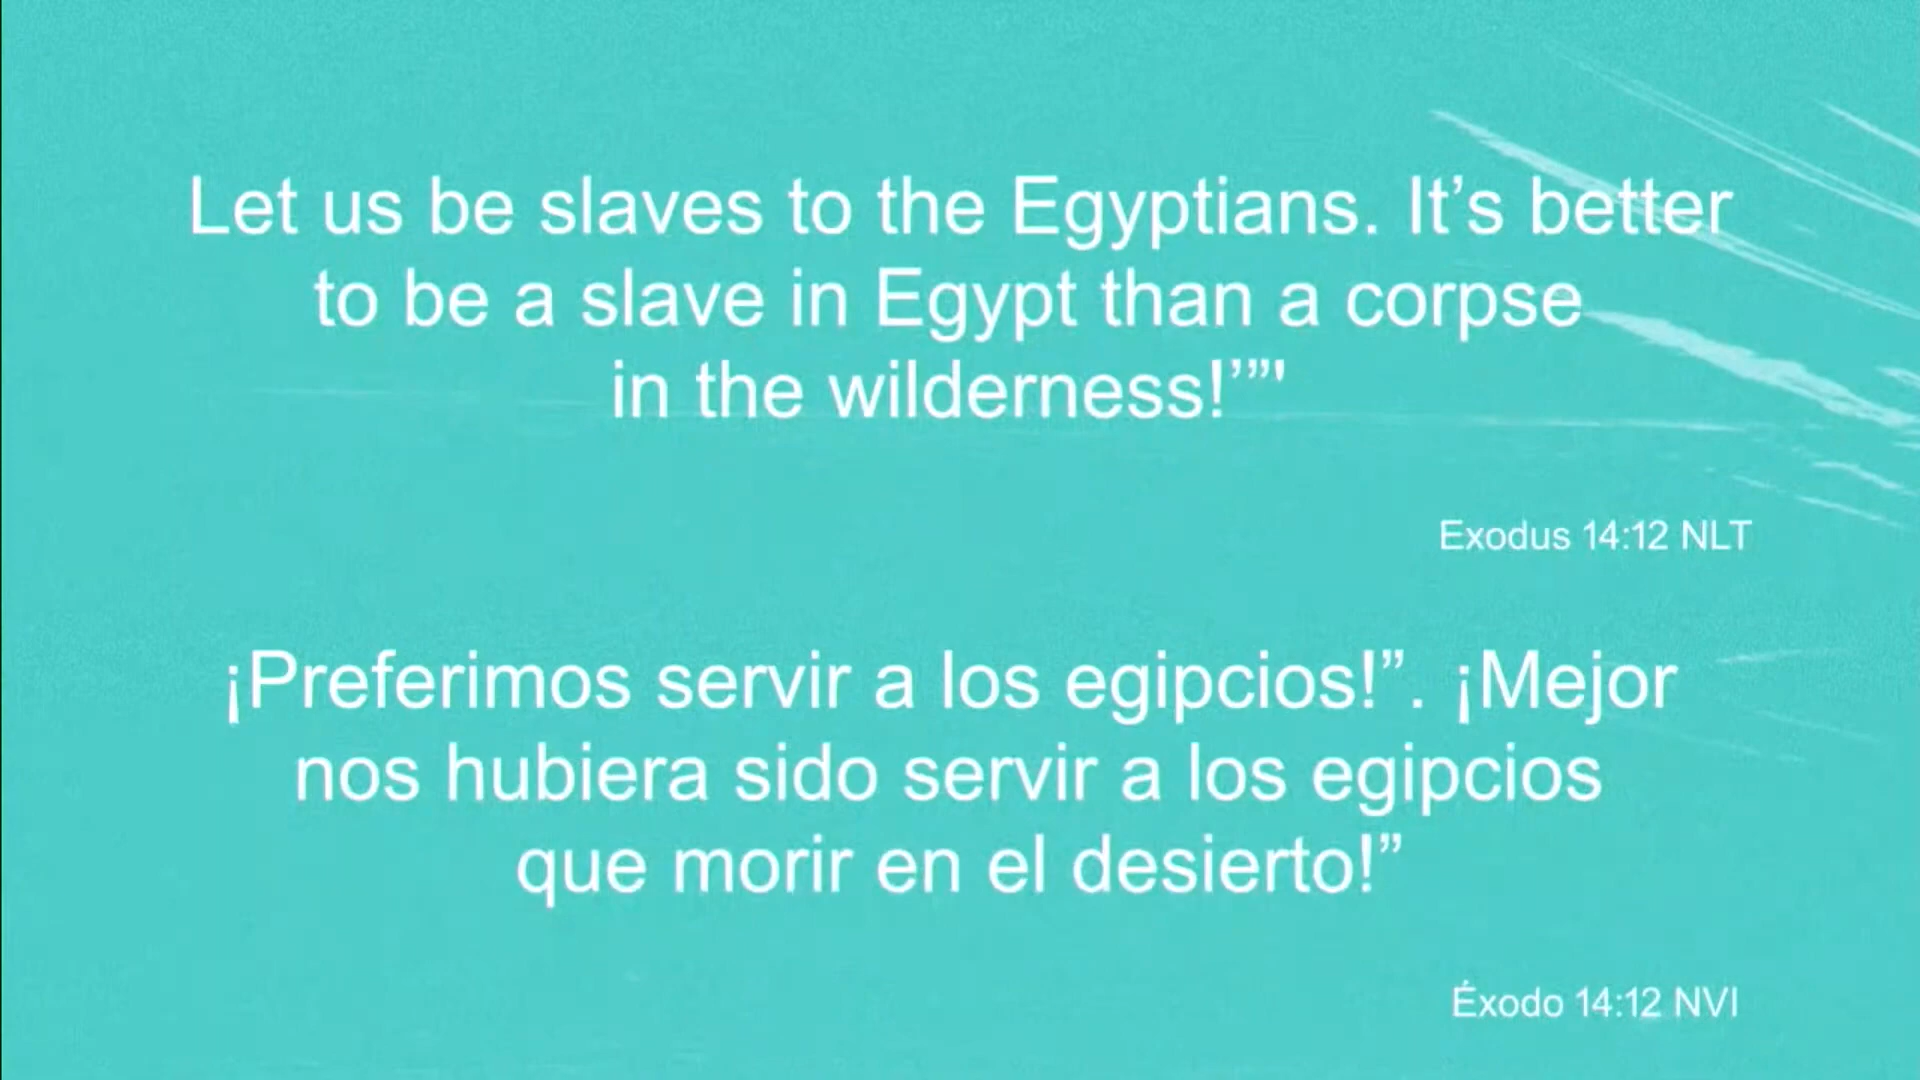 Let us be slaves to the Egyptians. It’s better
to be a slave in Egypt than a corpse
in the wilderness!’”'
Exodus 14:12 NLT
¡Preferimos servir a los egipcios!”. ¡Mejor
nos hubiera sido servir a los egipcios
que morir en el desierto!”
Éxodo 14:12 NVI